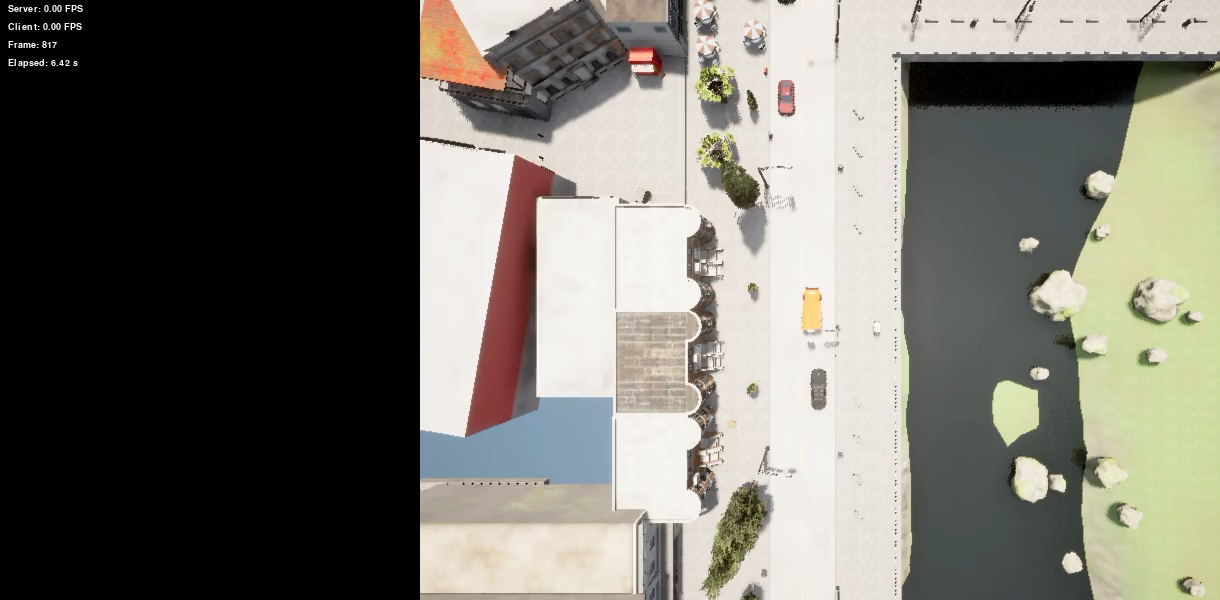 Server: 0.00 FPS
Client: 0.00 FPS
Frame: 817
Elapsed: 6.42 s